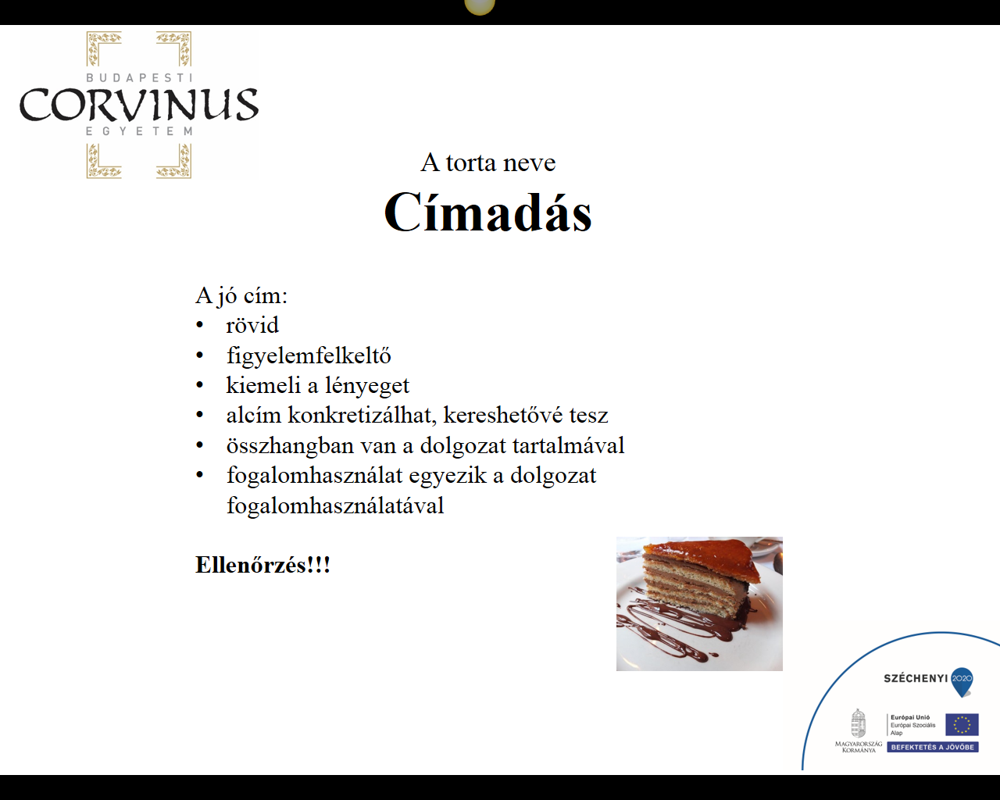 BUDAPESTI
CORVINUS
EGYETEM
A torta neve
Címadás
A jó cím:
• rövid
• figyelemfelkeltő
• kiemeli a lényeget
• alcím konkretizálhat, kereshetővé tesz
• összhangban van a dolgozat tartalmával
• fogalomhasználat egyezik a dolgozat
fogalomhasználatával
Ellenőrzés!!!
SZÉCHENYI 2020
MAGYARORSZÁG
KORMÁNYA
Európai Unió
Európai Szociális
Alap
BEFEKTETÉS A JÖVŐBE